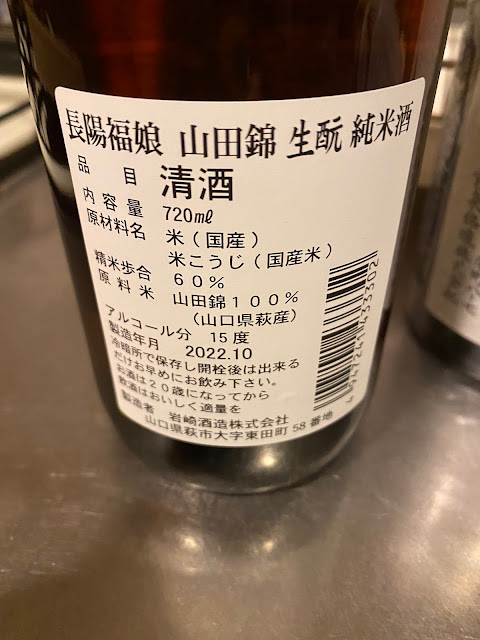 長陽福娘 山田錦 生酛 純米酒
品目 清酒
内容量 720ml
原材料名 米(国産)
米こうじ(国産米)
精米歩合 60%
原料米 山田錦100%
(山口県萩産)
アルコール分 15度
製造年月 2022.10
冷暗所で保存し開栓後は出来る
だけお早めにお飲み下さい。
お酒は20歳になってから
飲酒はおいしく適量を
製造者 岩崎酒造株式会社
山口県萩市大字東田町58番地